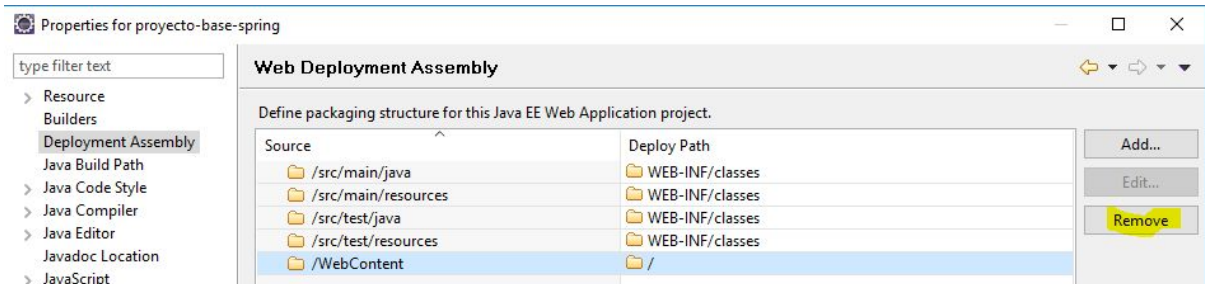 Properties for proyecto-base-spring
type filter text
Resource
Builders
Deployment Assembly
Java Build Path
Java Code Style
Java Compiler
Java Editor
Javadoc Location
JavaScript
Web Deployment Assembly
Define packaging structure for this Java EE Web Application project.
Source Deploy Path
/src/main/java WEB-INF/classes
/src/main/resources WEB-INF/classes
/src/test/java WEB-INF/classes
/src/test/resources WEB-INF/classes
/WebContent /
Add...
Edit...
Remove